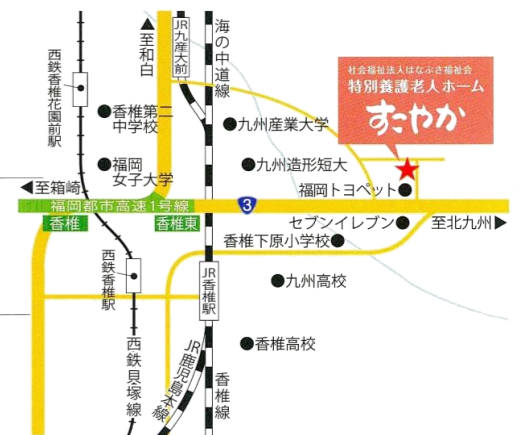 ▲至和白
JR九産大前
海の中道線
西鉄香椎花園前駅
社会福祉法人はなぶさ福祉会
特別養護老人ホーム
すこやか
香椎第二
中学校
九州産業大学
福岡
女子大学
九州造形短大
福岡トヨペット
◀至箱崎
福岡都市高速1号線
3
香椎
香椎東
セブンイレブン
至北九州▶
香椎下原小学校
西鉄香椎駅
JR香椎駅
九州高校
西鉄貝塚線
JR鹿児島本線
香椎線
香椎高校